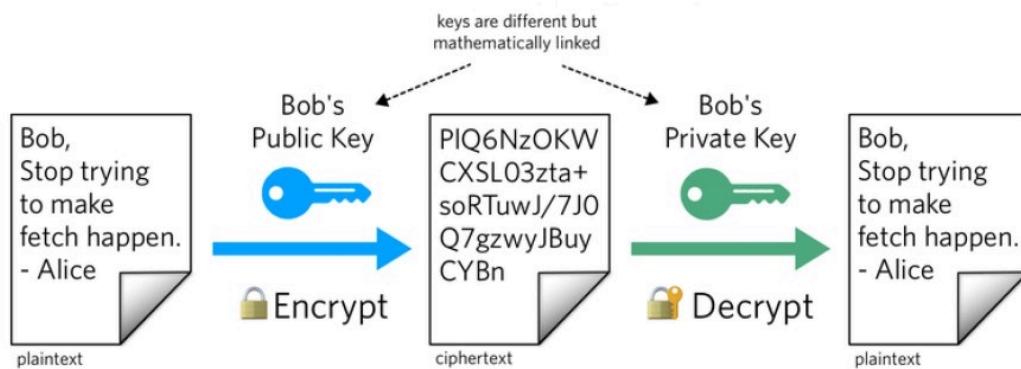 keys are different but
mathematically linked
Bob,
Stop trying
to make
fetch happen.
- Alice
plaintext
Bob's
Public Key
Encrypt
PlQ6NzOKW
CXSL03zta+
soRTuwJ/7J0
Q7gzwyJBuy
CYBn
ciphertext
Bob's
Private Key
Decrypt
Bob,
Stop trying
to make
fetch happen.
- Alice
plaintext